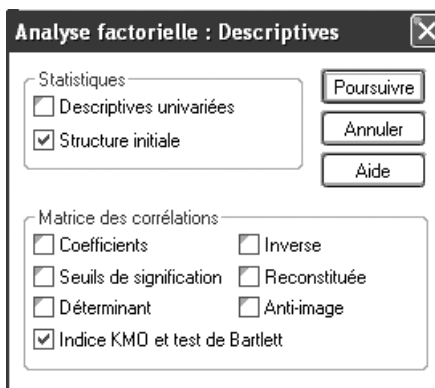 Analyse factorielle : Descriptives
Statistiques
Descriptives univariées
Structure initiale
Poursuivre
Annuler
Aide
Matrice des corrélations
Coefficients
Inverse
Seuils de signification
Reconstituée
Déterminant
Anti-image
Indice KMO et test de Bartlett